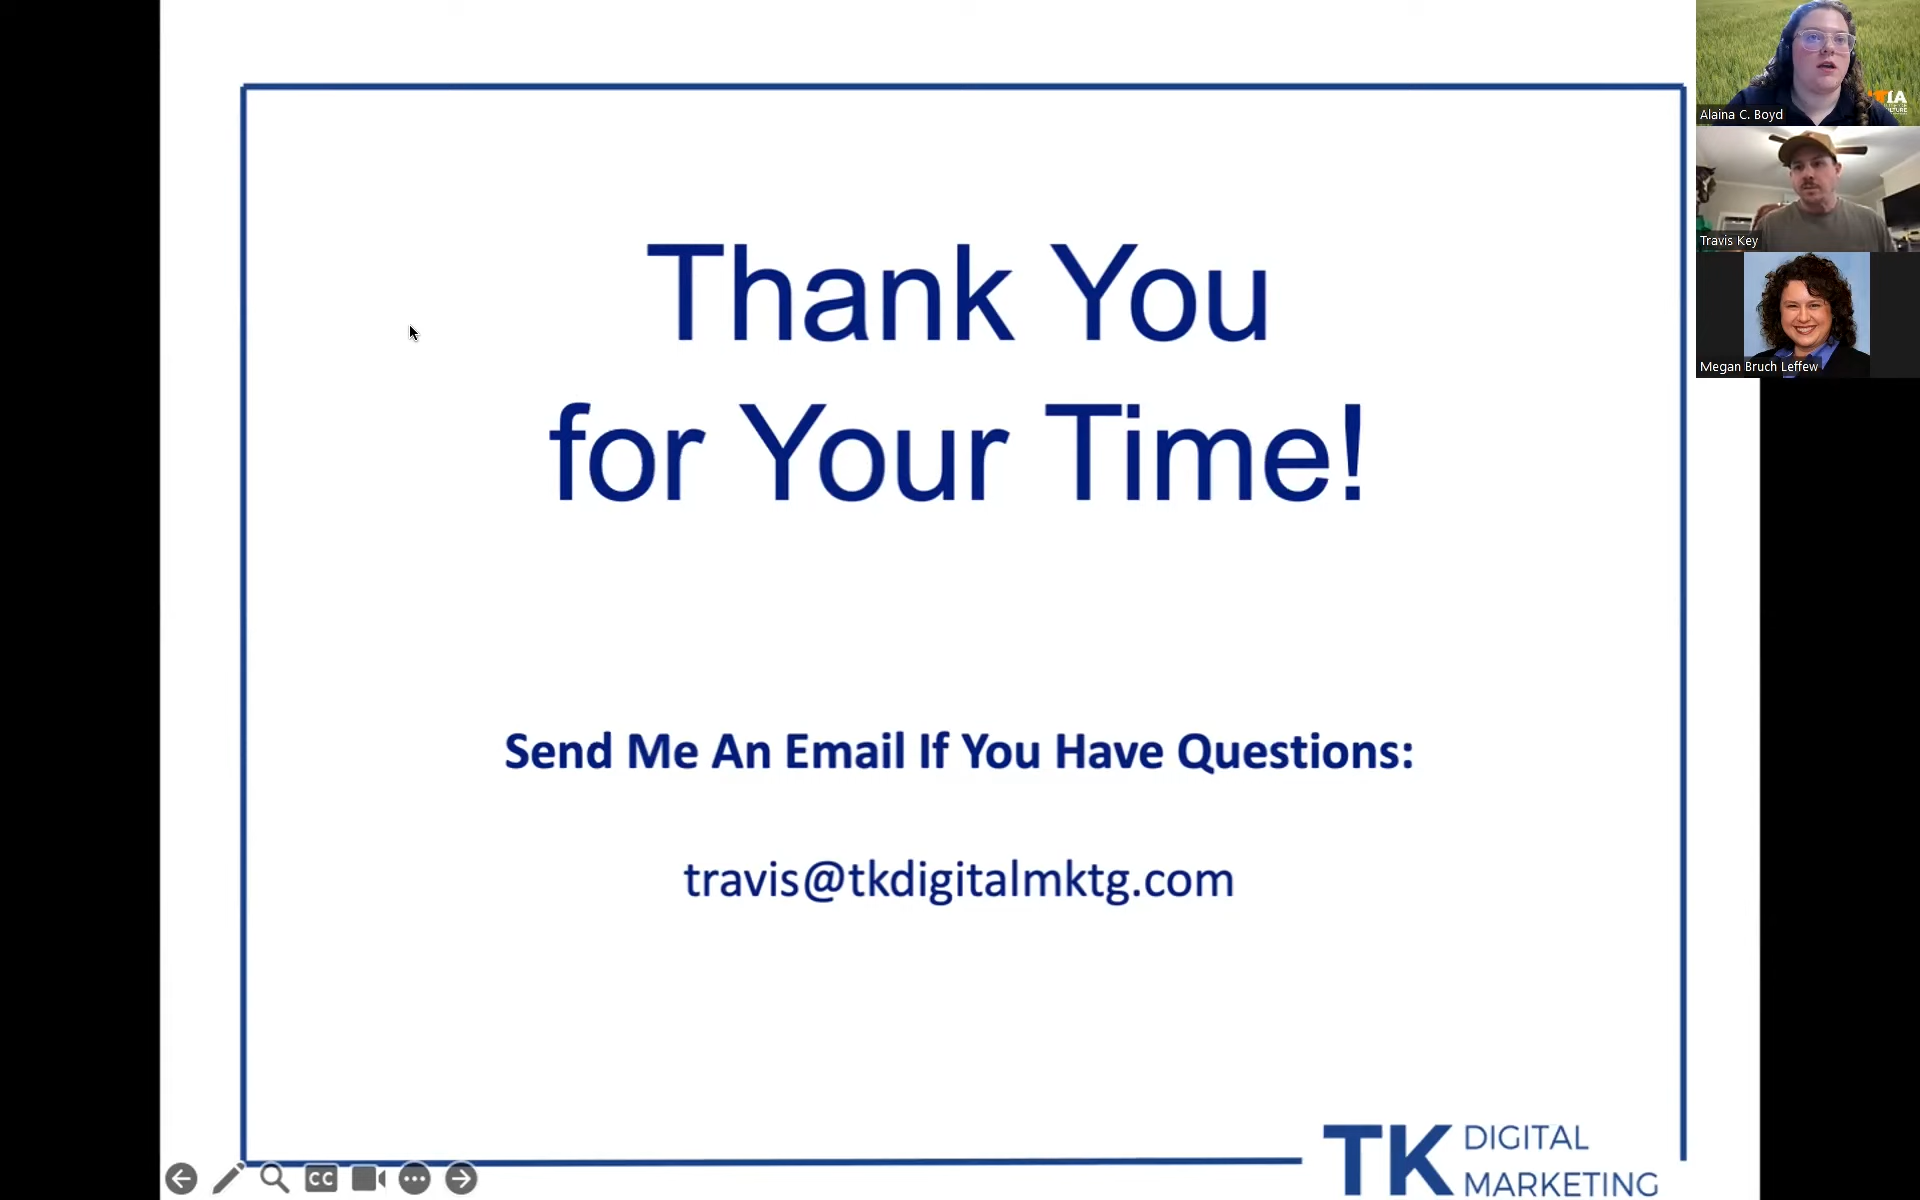 Thank You
for Your Time!
Send Me An Email If You Have Questions:
travis@tkdigitalmktg.com
TK DIGITAL
MARKETING
CC
Alaina C. Boyd
Travis Key
Megan Bruch Leffew